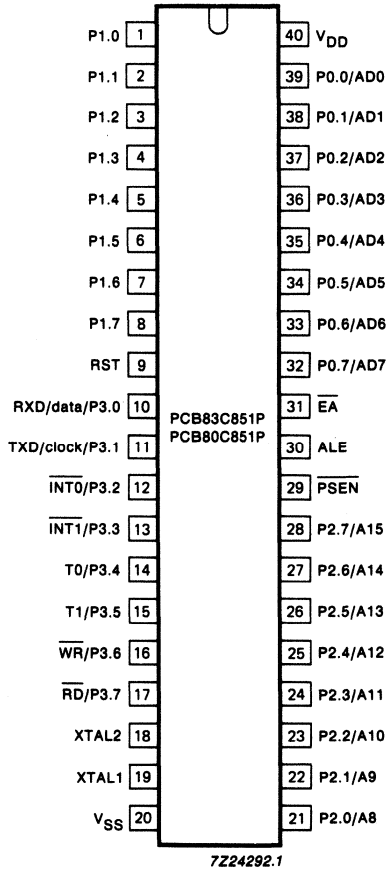 P1.0 1 40 VDD
P1.1 2 39 P0.0/AD0
P1.2 3 38 P0.1/AD1
P1.3 4 37 P0.2/AD2
P1.4 5 36 P0.3/AD3
P1.5 6 35 P0.4/AD4
P1.6 7 34 P0.5/AD5
P1.7 8 33 P0.6/AD6
RST 9 32 P0.7/AD7
RXD/data/P3.0 10 31 EA
PCB83C851P
PCB80C851P
TXD/clock/P3.1 11 30 ALE
INT0/P3.2 12 29 PSEN
INT1/P3.3 13 28 P2.7/A15
T0/P3.4 14 27 P2.6/A14
T1/P3.5 15 26 P2.5/A13
WR/P3.6 16 25 P2.4/A12
RD/P3.7 17 24 P2.3/A11
XTAL2 18 23 P2.2/A10
XTAL1 19 22 P2.1/A9
VSS 20 21 P2.0/A8
7Z24292.1